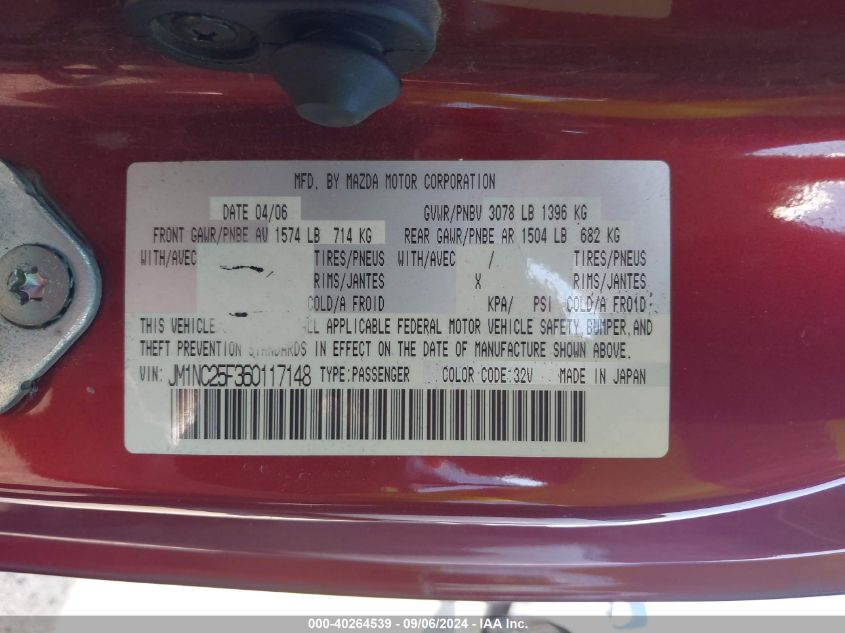 MFD. BY MAZDA MOTOR CORPORATION
DATE 04/06 GVWR/PNBV 3078 LB 1396 KG
FRONT GAWR/PNBE AV 1574 LB 714 KG REAR GAWR/PNBE AR 1504 LB 682 KG
WITH/AVEC TIRES/PNEUS WITH/AVEC / TIRES/PNEUS
RIMS/JANTES X RIMS/JANTES
COLD/A FROID KPA/ PSI COLD/A FROID
THIS VEHICLE ALL APPLICABLE FEDERAL MOTOR VEHICLE SAFETY, BUMPER, AND
THEFT PREVENTION STANDARDS IN EFFECT ON THE DATE OF MANUFACTURE SHOWN ABOVE.
VIN: JM1NC25F360117148 TYPE:PASSENGER COLOR CODE:32V MADE IN JAPAN
000-40264539 - 09/06/2024 - IAA Inc.